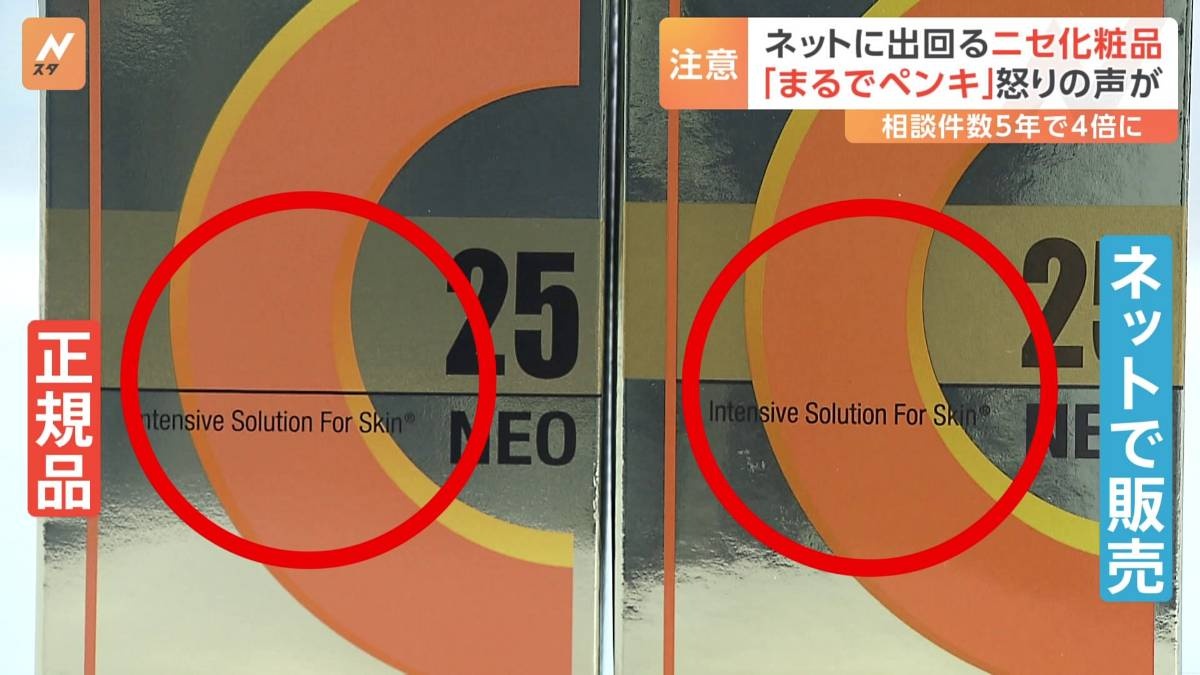 N
スタ
注意
ネットに出回るニセ化粧品
「まるでペンキ」怒りの声が
相談件数5年で4倍に
正規品
25
Intensive Solution For Skin®
NEO
25
Intensive Solution For Skin®
NE
ネットで販売